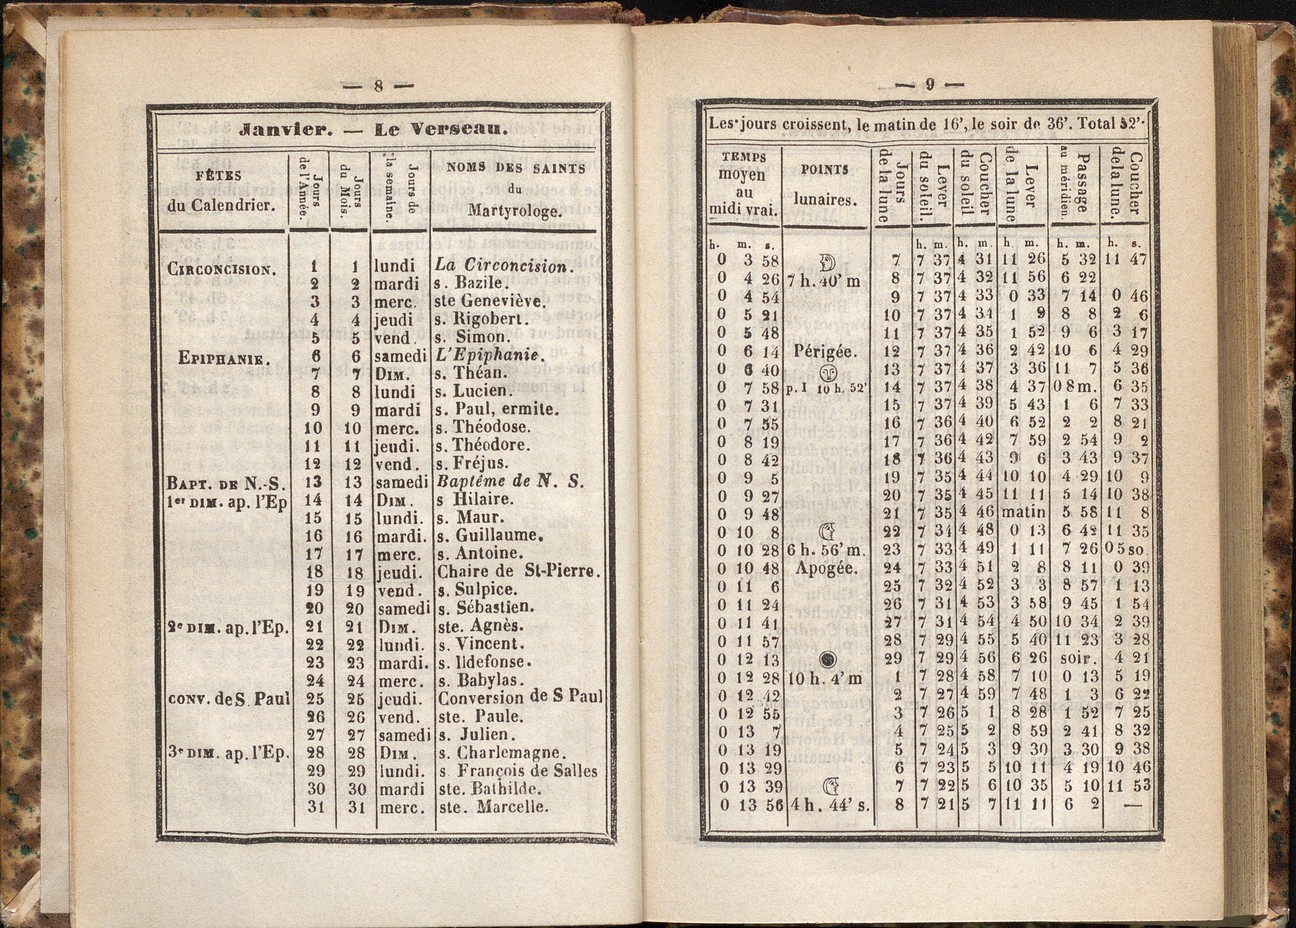 — 8 —
Janvier. — Le Verseau.
FÊTES du Calendrier. Jours de l'Année. Jours du Mois. Jours de la semaine. NOMS DES SAINTS du Martyrologe.
CIRCONCISION. 1 1 lundi La Circoncision.
2 2 mardi s. Bazile.
3 3 merc. ste Geneviève.
4 4 jeudi s. Rigobert.
5 5 vend. s. Simon.
EPIPHANIE. 6 6 samedi L'Epiphanie.
7 7 DIM. s. Théan.
8 8 lundi s. Lucien.
9 9 mardi s. Paul, ermite.
10 10 merc. s. Théodose.
11 11 jeudi. s. Théodore.
12 12 vend. s. Fréjus.
BAPT. DE N.-S. 13 13 samedi Baptéme de N. S.
1er DIM. ap. l'Ep 14 14 DIM. s Hilaire.
15 15 lundi. s. Maur.
16 16 mardi. s. Guillaume.
17 17 merc. s. Antoine.
18 18 jeudi. Chaire de St-Pierre.
19 19 vend. s. Sulpice.
20 20 samedi s. Sébastien.
2e DIM. ap. l'Ep. 21 21 DIM. ste. Agnès.
22 22 lundi. s. Vincent.
23 23 mardi. s. Ildefonse.
24 24 merc. s. Babylas.
CONV. de S. Paul 25 25 jeudi. Conversion de S Paul
26 26 vend. ste. Paule.
27 27 samedi s. Julien.
3e DIM. ap. l'Ep. 28 28 DIM. s. Charlemagne.
29 29 lundi. s François de Salles
30 30 mardi ste. Bathilde.
31 31 merc. ste. Marcelle.
— 9 —
Les jours croissent, le matin de 16', le soir de 36'. Total 52'.
TEMPS moyen au midi vrai. POINTS lunaires. Jours de la lune Lever du soleil. Coucher du soleil Lever de la lune Passage au méridien. Coucher de la lune.
h. m. s. h. m. h. m. h. m. h. m. h. s.
0 3 58 7 7 37 4 31 11 26 5 32 11 47
0 4 26 7 h. 40' m 8 7 37 4 32 11 56 6 22
0 4 54 9 7 37 4 33 0 33 7 14 0 46
0 5 21 10 7 37 4 34 1 9 8 8 2 6
0 5 48 11 7 37 4 35 1 52 9 6 3 17
0 6 14 Périgée. 12 7 37 4 36 2 42 10 6 4 29
0 6 40 13 7 37 4 37 3 36 11 7 5 36
0 7 58 p. l 10 h. 52' 14 7 37 4 38 4 37 0 8m. 6 35
0 7 31 15 7 37 4 39 5 43 1 6 7 33
0 7 55 16 7 36 4 40 6 52 2 2 8 21
0 8 19 17 7 36 4 42 7 59 2 54 9 2
0 8 42 18 7 36 4 43 9 6 3 43 9 37
0 9 5 19 7 35 4 44 10 10 4 29 10 9
0 9 27 20 7 35 4 45 11 11 5 14 10 38
0 9 48 21 7 35 4 46 matin 5 58 11 8
0 10 8 22 7 34 4 48 0 13 6 42 11 35
0 10 28 6 h. 56' m. 23 7 33 4 49 1 11 7 26 0 5 so.
0 10 48 Apogée. 24 7 33 4 51 2 8 8 11 0 39
0 11 6 25 7 32 4 52 3 3 8 57 1 13
0 11 24 26 7 31 4 53 3 58 9 45 1 54
0 11 41 27 7 31 4 54 4 50 10 34 2 39
0 11 57 28 7 29 4 55 5 40 11 23 3 28
0 12 13 29 7 29 4 56 6 26 soir. 4 21
0 12 28 10 h. 4' m 1 7 28 4 58 7 10 0 13 5 19
0 12 42 2 7 27 4 59 7 48 1 3 6 22
0 12 55 3 7 26 5 1 8 28 1 52 7 25
0 13 7 4 7 25 5 2 8 59 2 41 8 32
0 13 19 5 7 24 5 3 9 30 3 30 9 38
0 13 29 6 7 23 5 5 10 11 4 19 10 46
0 13 39 7 7 22 5 6 10 35 5 10 11 53
0 13 56 4 h. 44' s. 8 7 21 5 7 11 11 6 2 —